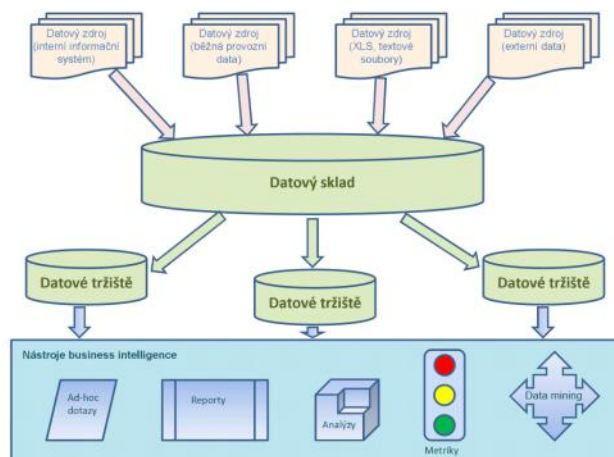 Datový zdroj
(interní informační
systém)
Datový zdroj
(běžná provozní
data)
Datový zdroj
(XLS, textové
soubory)
Datový zdroj
(externí data)
Datový sklad
Datové tržiště
Datové tržiště
Datové tržiště
Nástroje business intelligence
Ad-hoc
dotazy
Reporty
Analýzy
Metriky
Data mining